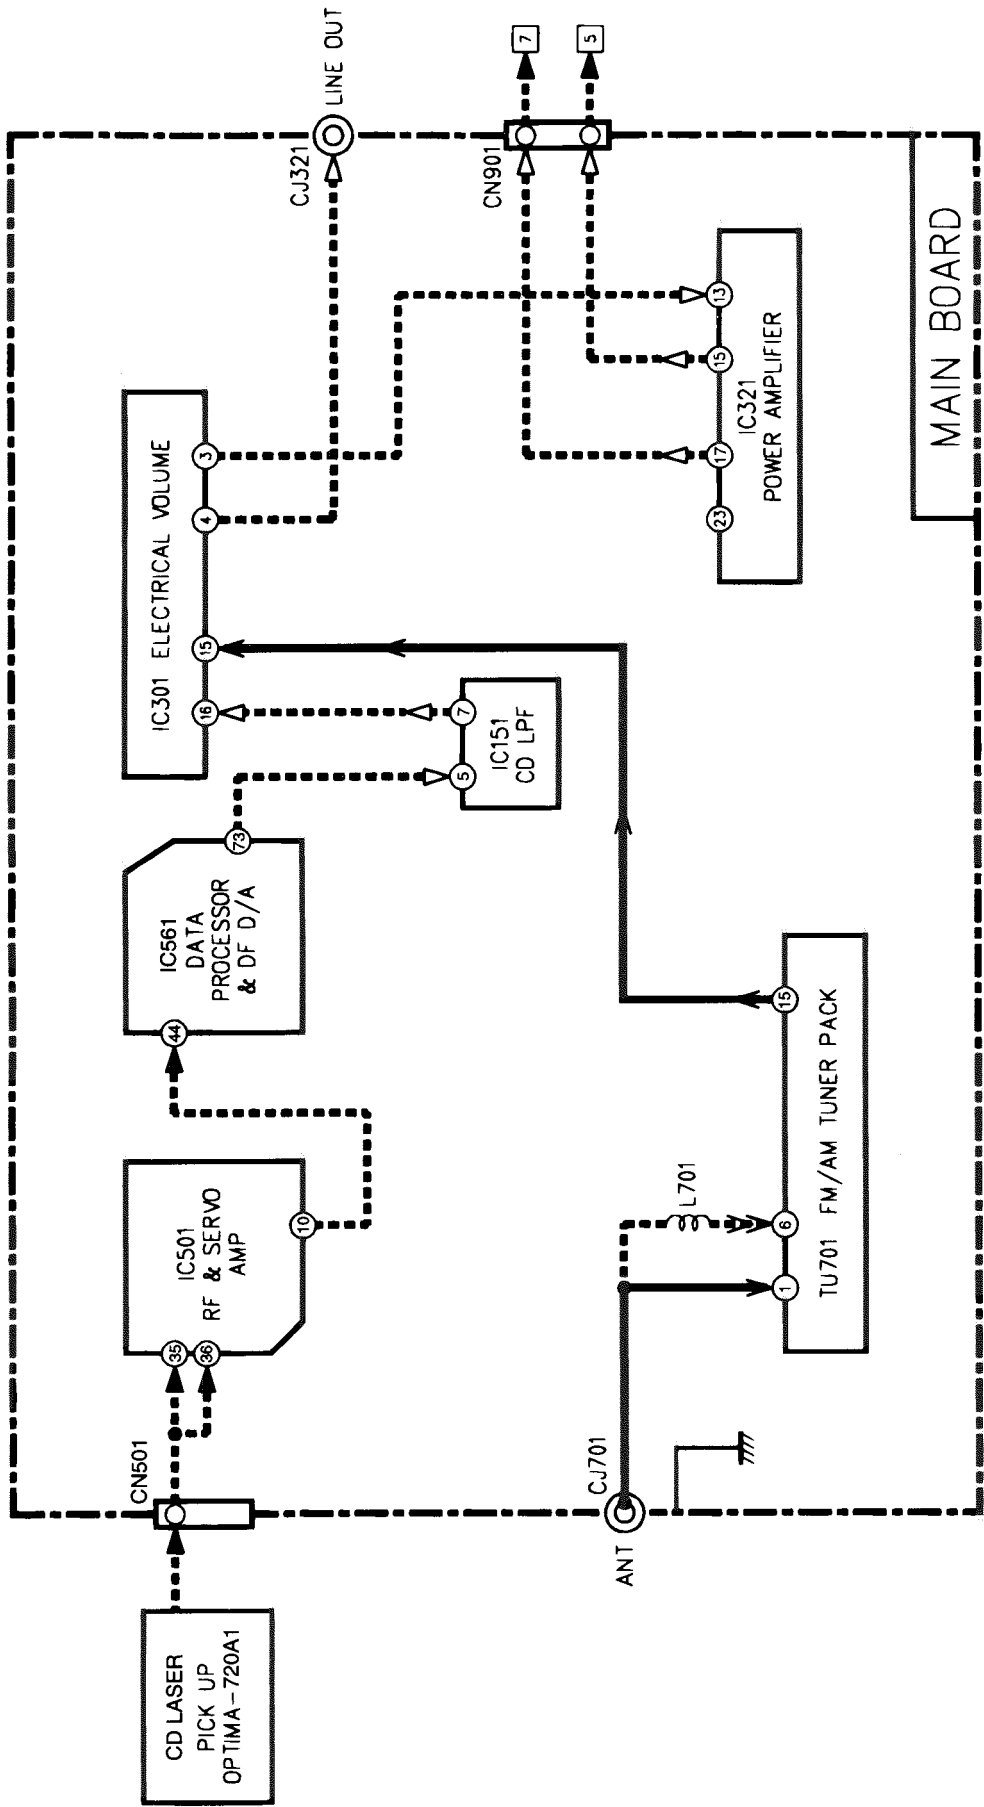 CD LASER
PICK UP
OPTIMA-720A1
CN501
35
36
IC501
RF & SERVO
AMP
10
44
IC561
DATA
PROCESSOR
& DF D/A
73
5
7
IC151
CD LPF
IC301 ELECTRICAL VOLUME
16
15
4
3
CJ321
LINE OUT
CN901
7
5
23
17
15
13
IC321
POWER AMPLIFIER
ANT
CJ701
L701
1
6
15
TU701 FM/AM TUNER PACK
MAIN BOARD